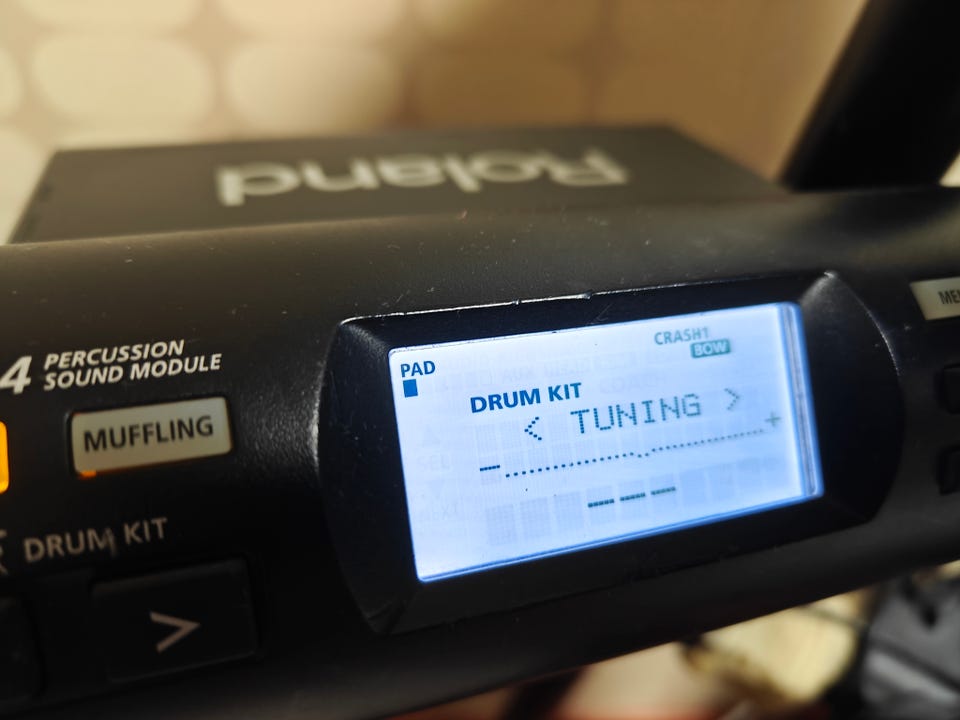 Roland
4 PERCUSSION
SOUND MODULE
MUFFLING
DRUM KIT
>
PAD
CRASH1
BOW
DRUM KIT
< TUNING >
- +
---